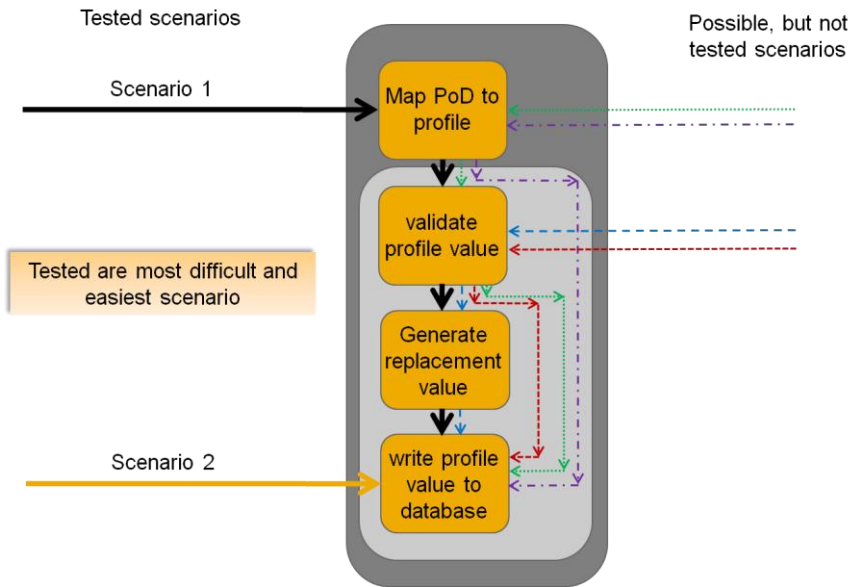 Tested scenarios
Possible, but not
tested scenarios
Scenario 1
Map PoD to
profile
validate
profile value
Tested are most difficult and
easiest scenario
Generate
replacement
value
Scenario 2
write profile
value to
database